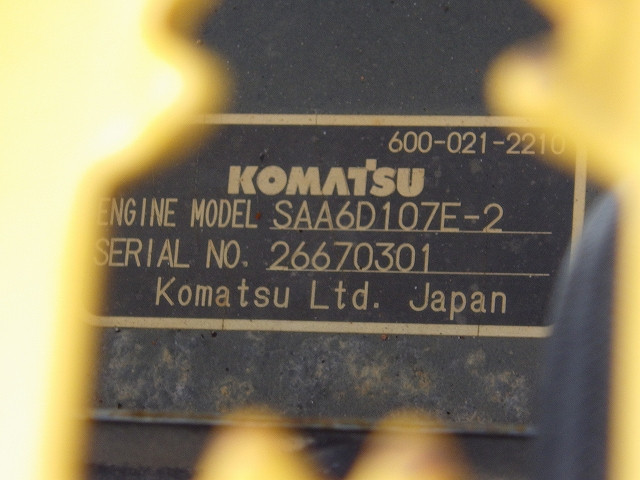 600-021-2210
KOMATSU
ENGINE MODEL SAA6D107E-2
SERIAL NO. 26670301
Komatsu Ltd. Japan